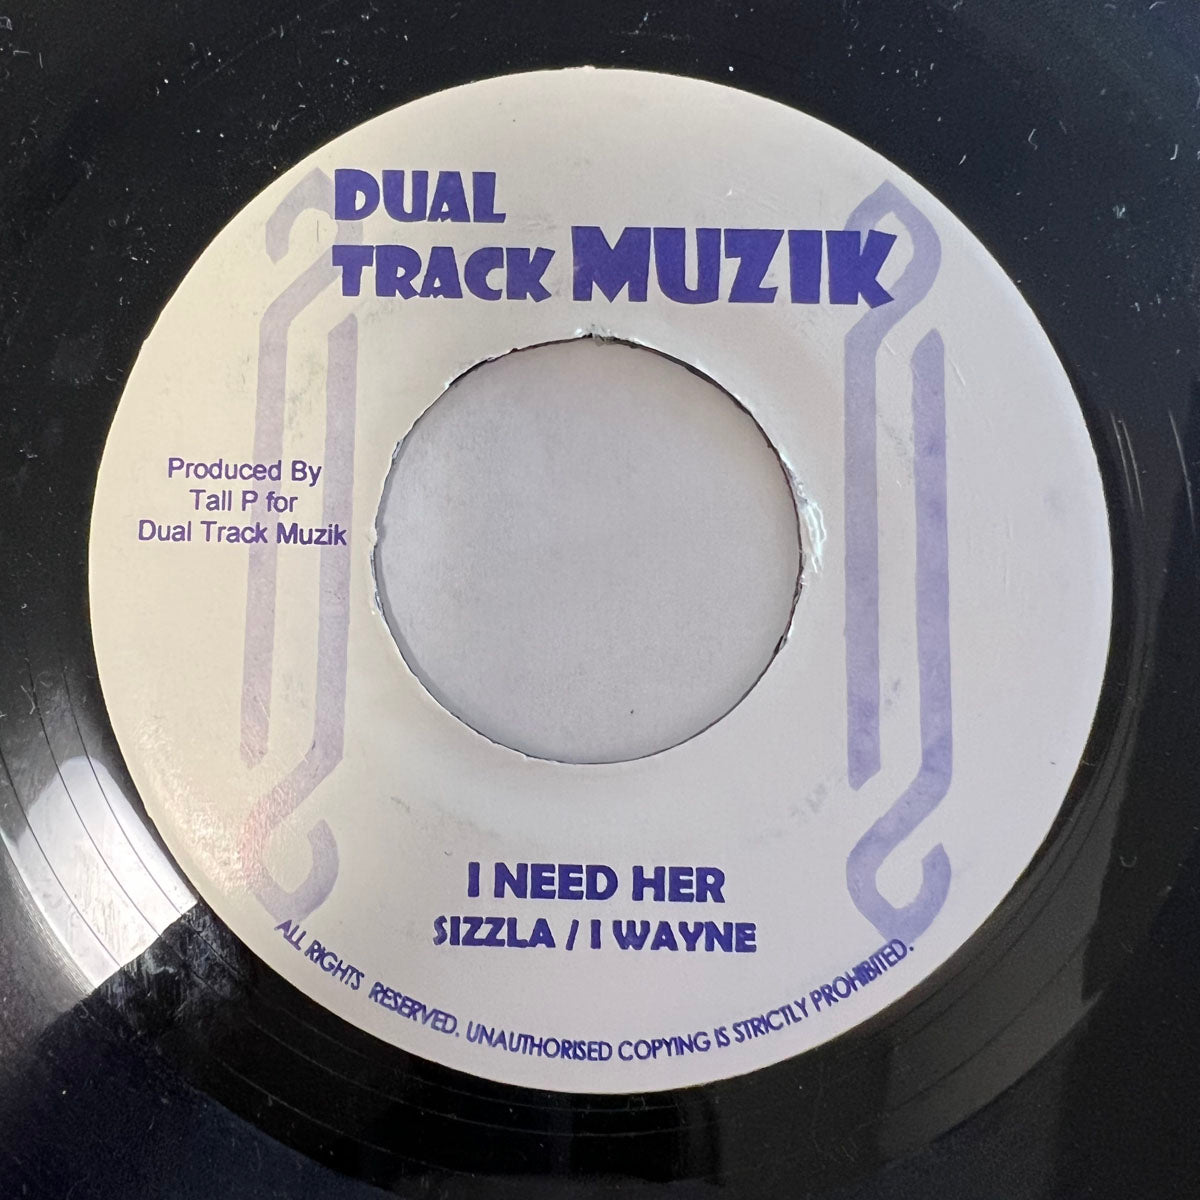 DUAL
TRACK MUZIK
Produced By
Tall P for
Dual Track Muzik
I NEED HER
SIZZLA / I WAYNE
ALL RIGHTS RESERVED. UNAUTHORISED COPYING IS STRICTLY PROHIBITED.